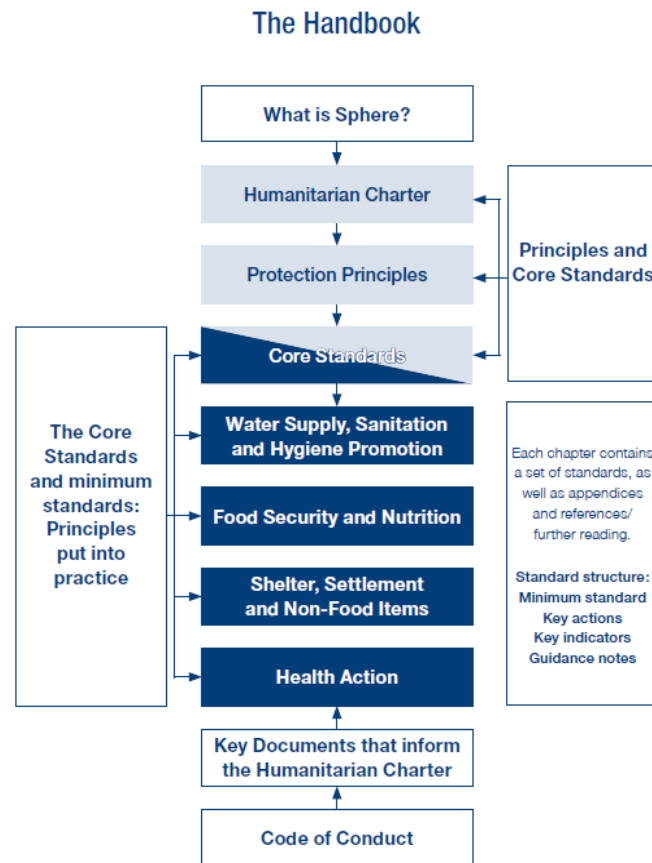 The Handbook
What is Sphere?
Humanitarian Charter
Protection Principles
Core Standards
Water Supply, Sanitation
and Hygiene Promotion
Food Security and Nutrition
Shelter, Settlement
and Non-Food Items
Health Action
Key Documents that inform
the Humanitarian Charter
Code of Conduct
The Core
Standards
and minimum
standards:
Principles
put into
practice
Principles and
Core Standards
Each chapter contains
a set of standards, as
well as appendices
and references/
further reading.
Standard structure:
Minimum standard
Key actions
Key indicators
Guidance notes